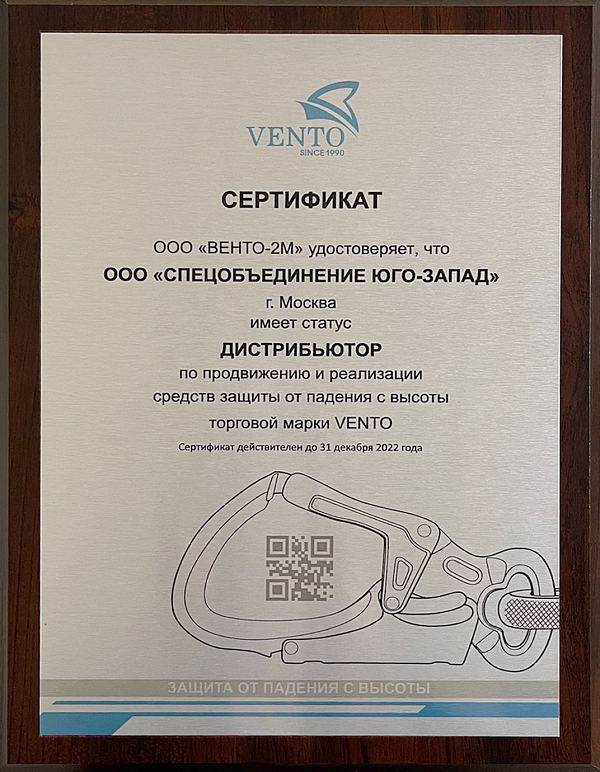 VENTO
SINCE 1990
СЕРТИФИКАТ
ООО «ВЕНТО-2М» удостоверяет, что
ООО «СПЕЦОБЪЕДИНЕНИЕ ЮГО-ЗАПАД»
г. Москва
имеет статус
ДИСТРИБЬЮТОР
по продвижению и реализации
средств защиты от падения с высоты
торговой марки VENTO
Сертификат действителен до 31 декабря 2022 года
ЗАЩИТА ОТ ПАДЕНИЯ С ВЫСОТЫ